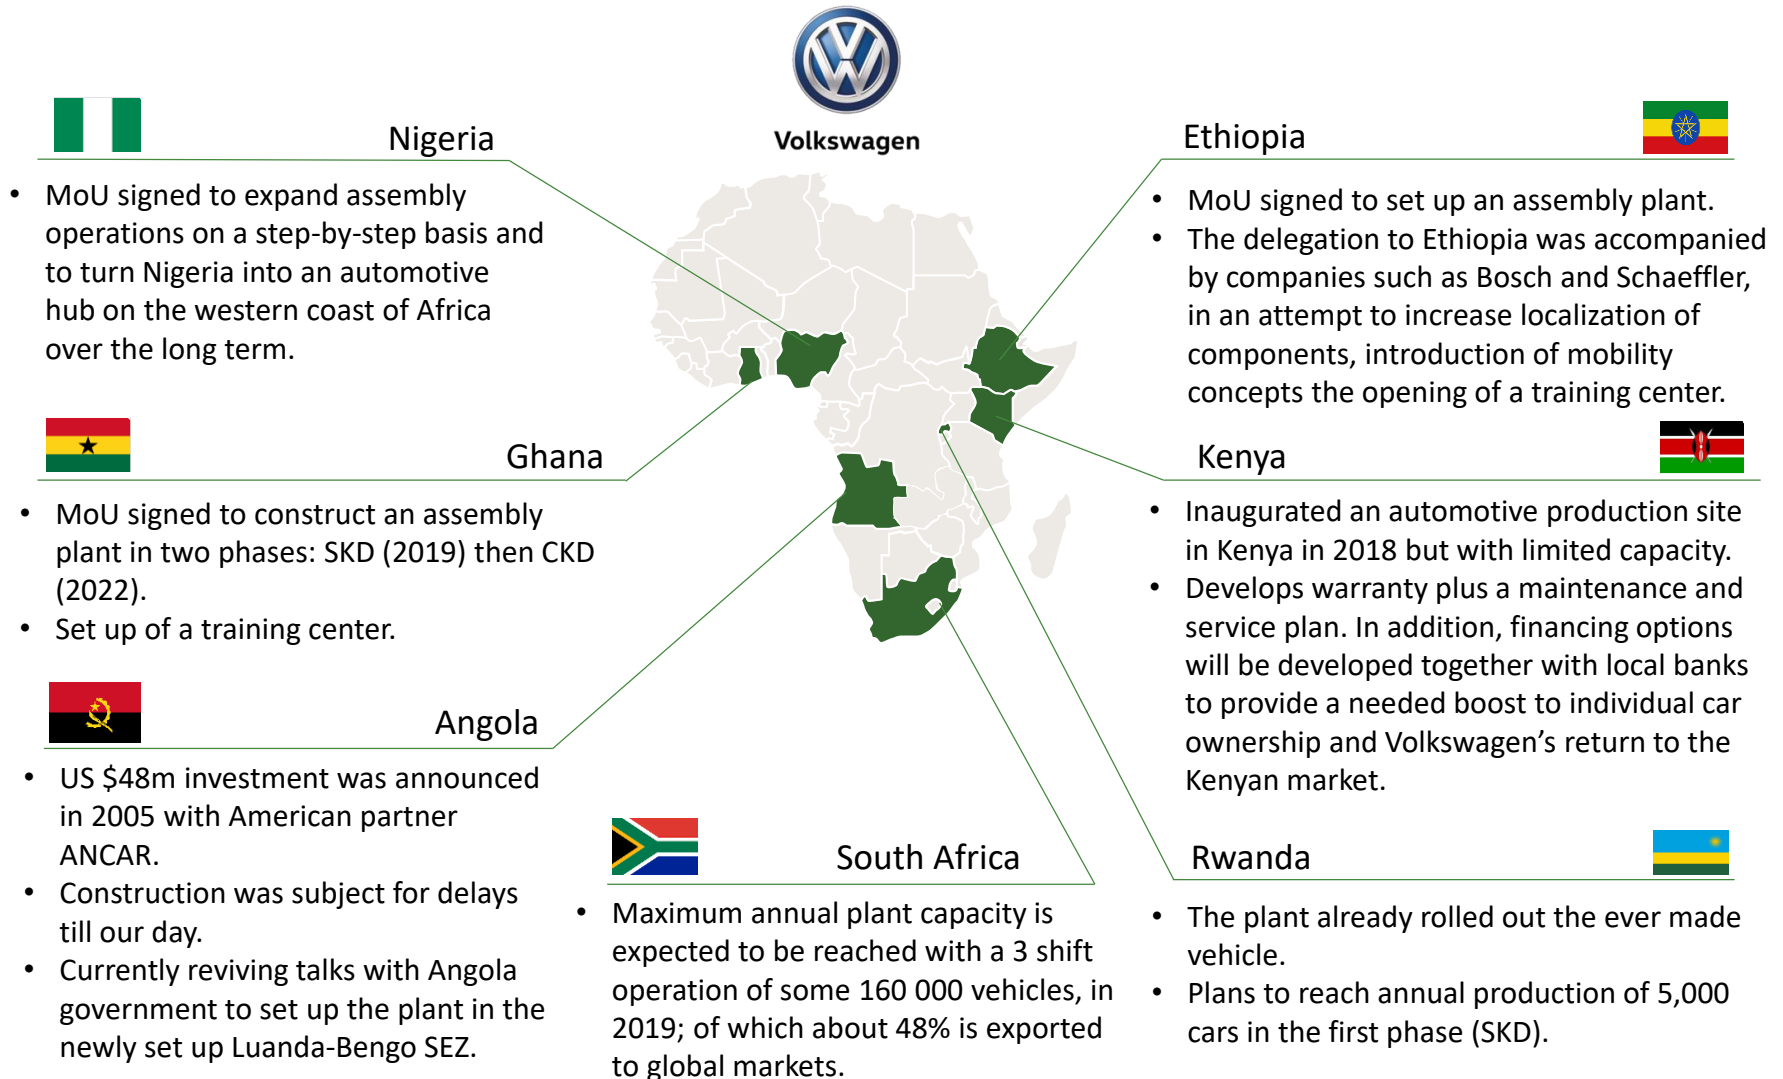 Volkswagen
Nigeria
• MoU signed to expand assembly
operations on a step-by-step basis and
to turn Nigeria into an automotive
hub on the western coast of Africa
over the long term.
Ghana
• MoU signed to construct an assembly
plant in two phases: SKD (2019) then CKD
(2022).
• Set up of a training center.
Angola
• US $48m investment was announced
in 2005 with American partner
ANCAR.
• Construction was subject for delays
till our day.
• Currently reviving talks with Angola
government to set up the plant in the
newly set up Luanda-Bengo SEZ.
South Africa
• Maximum annual plant capacity is
expected to be reached with a 3 shift
operation of some 160 000 vehicles, in
2019; of which about 48% is exported
to global markets.
Ethiopia
• MoU signed to set up an assembly plant.
• The delegation to Ethiopia was accompanied
by companies such as Bosch and Schaeffler,
in an attempt to increase localization of
components, introduction of mobility
concepts the opening of a training center.
Kenya
• Inaugurated an automotive production site
in Kenya in 2018 but with limited capacity.
• Develops warranty plus a maintenance and
service plan. In addition, financing options
will be developed together with local banks
to provide a needed boost to individual car
ownership and Volkswagen’s return to the
Kenyan market.
Rwanda
• The plant already rolled out the ever made
vehicle.
• Plans to reach annual production of 5,000
cars in the first phase (SKD).